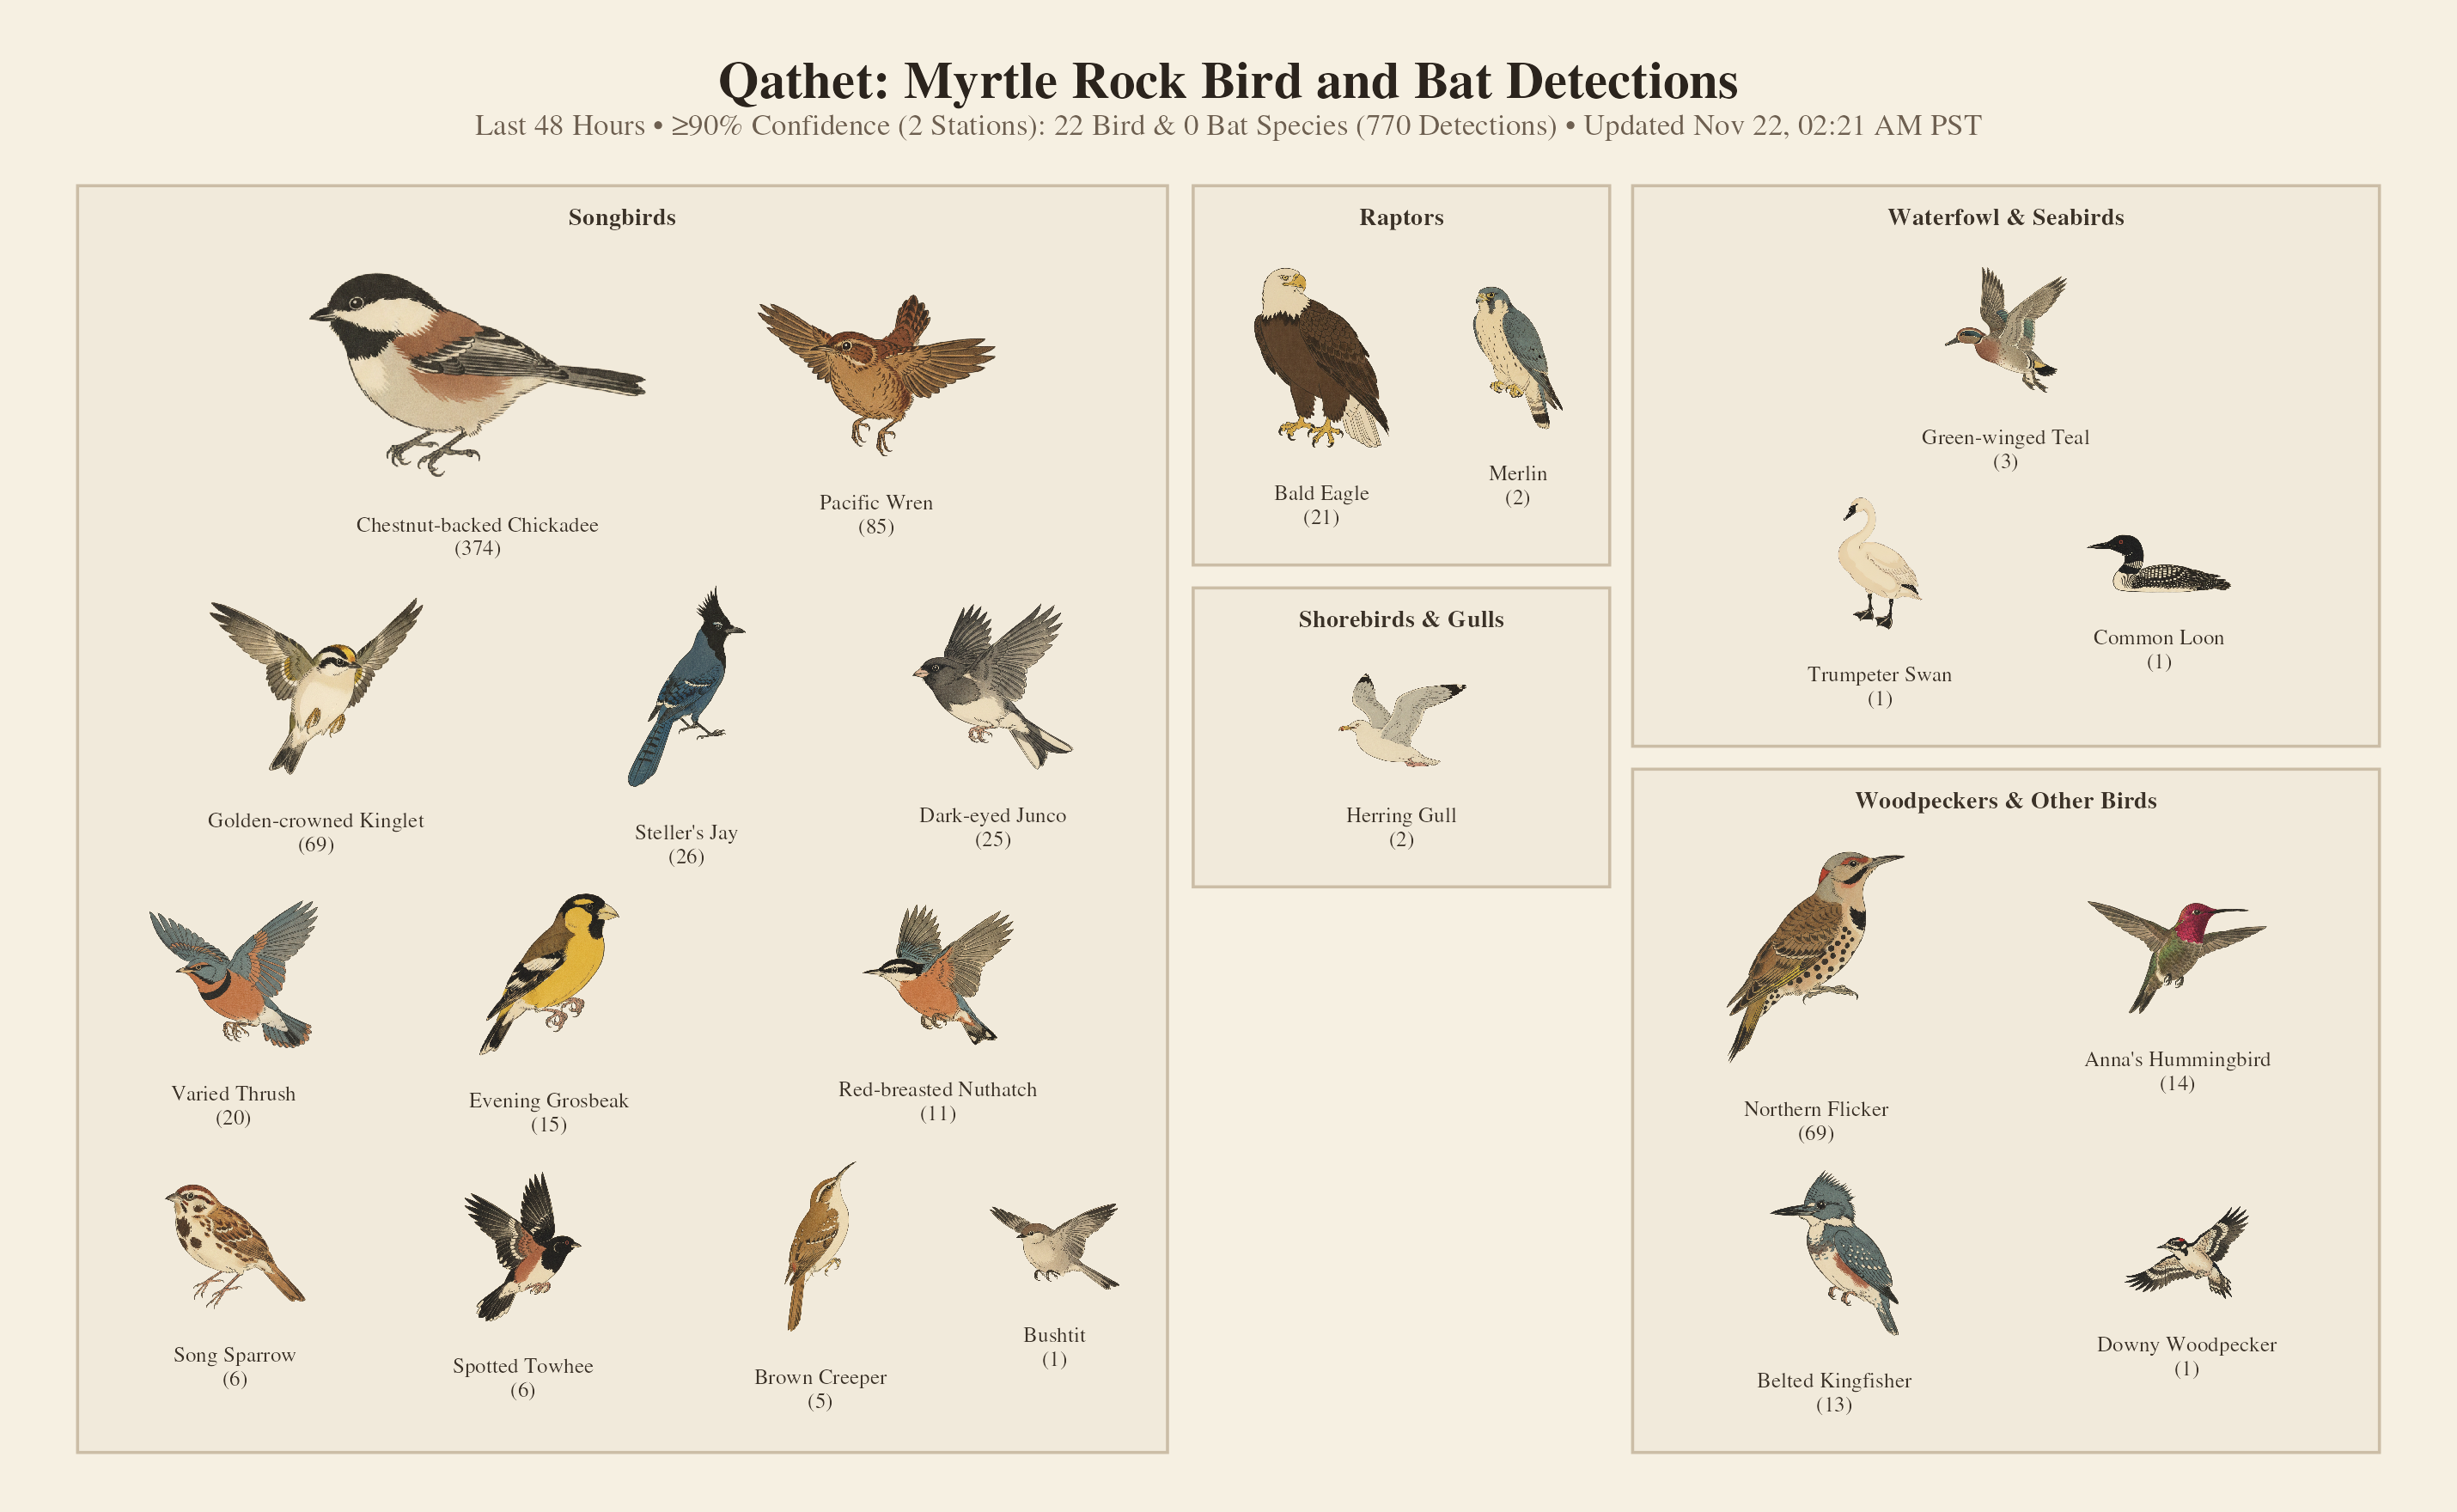 Qathet: Myrtle Rock Bird and Bat Detections
Last 48 Hours • ≥90% Confidence (2 Stations): 22 Bird & 0 Bat Species (770 Detections) • Updated Nov 22, 02:21 AM PST
Songbirds
Chestnut-backed Chickadee
(374)
Pacific Wren
(85)
Golden-crowned Kinglet
(69)
Steller's Jay
(26)
Dark-eyed Junco
(25)
Varied Thrush
(20)
Evening Grosbeak
(15)
Red-breasted Nuthatch
(11)
Song Sparrow
(6)
Spotted Towhee
(6)
Brown Creeper
(5)
Bushtit
(1)
Raptors
Bald Eagle
(21)
Merlin
(2)
Shorebirds & Gulls
Herring Gull
(2)
Waterfowl & Seabirds
Green-winged Teal
(3)
Trumpeter Swan
(1)
Common Loon
(1)
Woodpeckers & Other Birds
Northern Flicker
(69)
Anna's Hummingbird
(14)
Belted Kingfisher
(13)
Downy Woodpecker
(1)